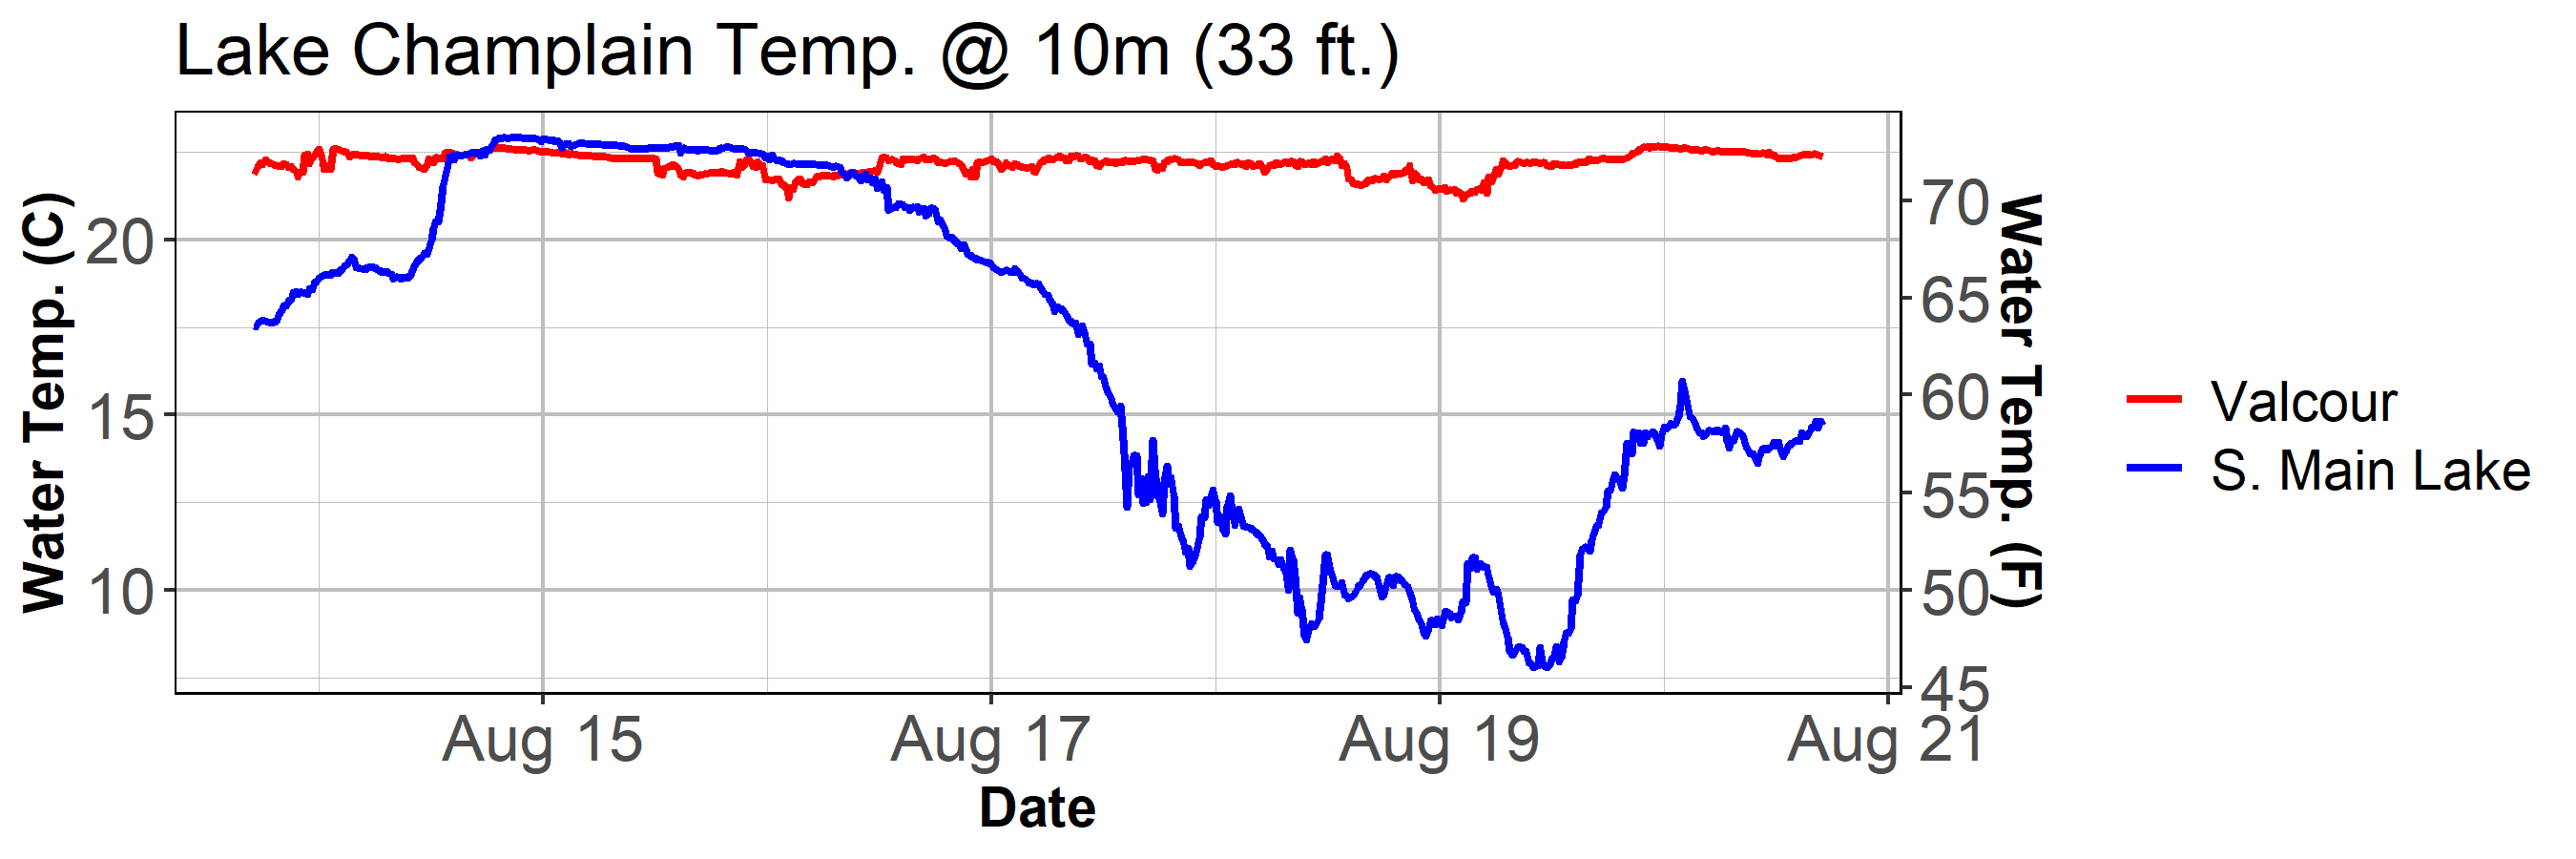 Lake Champlain Temp. @ 10m (33 ft.)
Water Temp. (C)
20
15
10
70
65
60
55
50
45
Water Temp. (F)
Valcour
S. Main Lake
Aug 15
Aug 17
Aug 19
Aug 21
Date